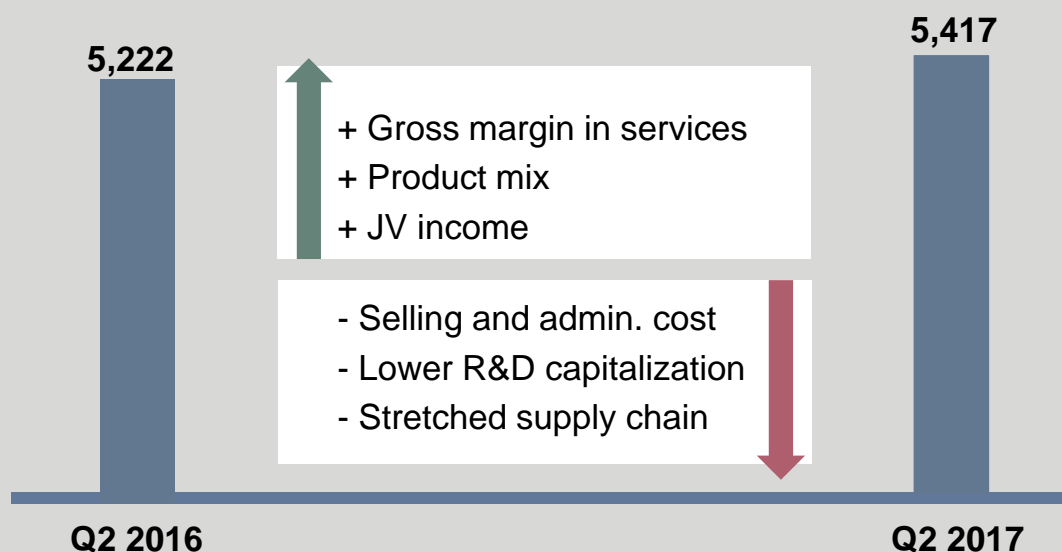 5,222
5,417
+ Gross margin in services
+ Product mix
+ JV income
- Selling and admin. cost
- Lower R&D capitalization
- Stretched supply chain
Q2 2016
Q2 2017